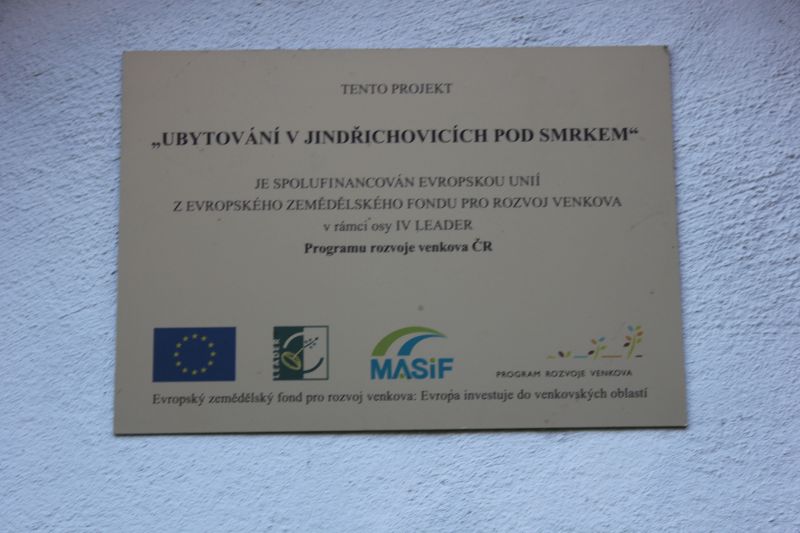 TENTO PROJEKT
„UBYTOVÁNÍ V JINDŘICHOVICÍCH POD SMRKEM“
JE SPOLUFINANCOVÁN EVROPSKOU UNIÍ
Z EVROPSKÉHO ZEMĚDĚLSKÉHO FONDU PRO ROZVOJ VENKOVA
v rámci osy IV LEADER
Programu rozvoje venkova ČR
LEADER
MASiF
PROGRAM ROZVOJE VENKOVA
Evropský zemědělský fond pro rozvoj venkova: Evropa investuje do venkovských oblastí